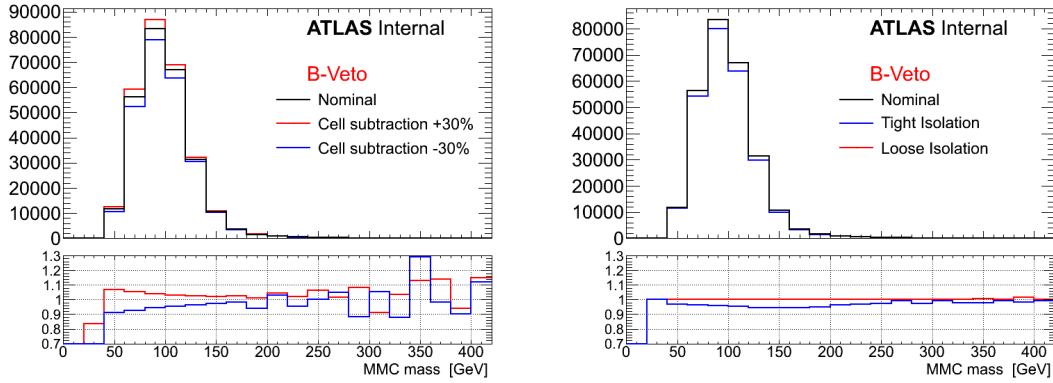 90000
80000
70000
60000
50000
40000
30000
20000
10000
0
ATLAS Internal
B-Veto
Nominal
Cell subtraction +30%
Cell subtraction -30%
1.3
1.2
1.1
1
0.9
0.8
0.7
0 50 100 150 200 250 300 350 400
MMC mass [GeV]
80000
70000
60000
50000
40000
30000
20000
10000
0
ATLAS Internal
B-Veto
Nominal
Tight Isolation
Loose Isolation
1.3
1.2
1.1
1
0.9
0.8
0.7
0 50 100 150 200 250 300 350 400
MMC mass [GeV]